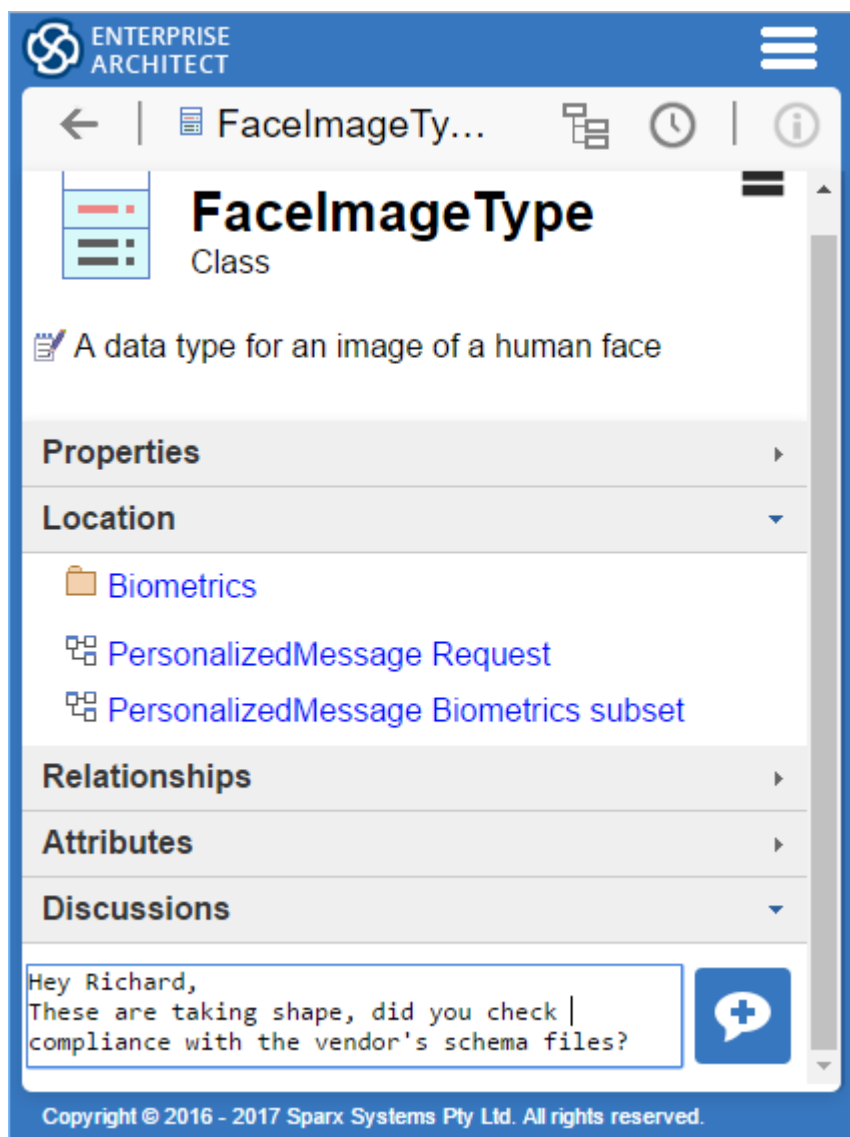 ENTERPRISE
ARCHITECT
FaceImageTy...
FaceImageType
Class
A data type for an image of a human face
Properties
Location
Biometrics
PersonalizedMessage Request
PersonalizedMessage Biometrics subset
Relationships
Attributes
Discussions
Hey Richard,
These are taking shape, did you check
compliance with the vendor's schema files?
Copyright © 2016 - 2017 Sparx Systems Pty Ltd. All rights reserved.